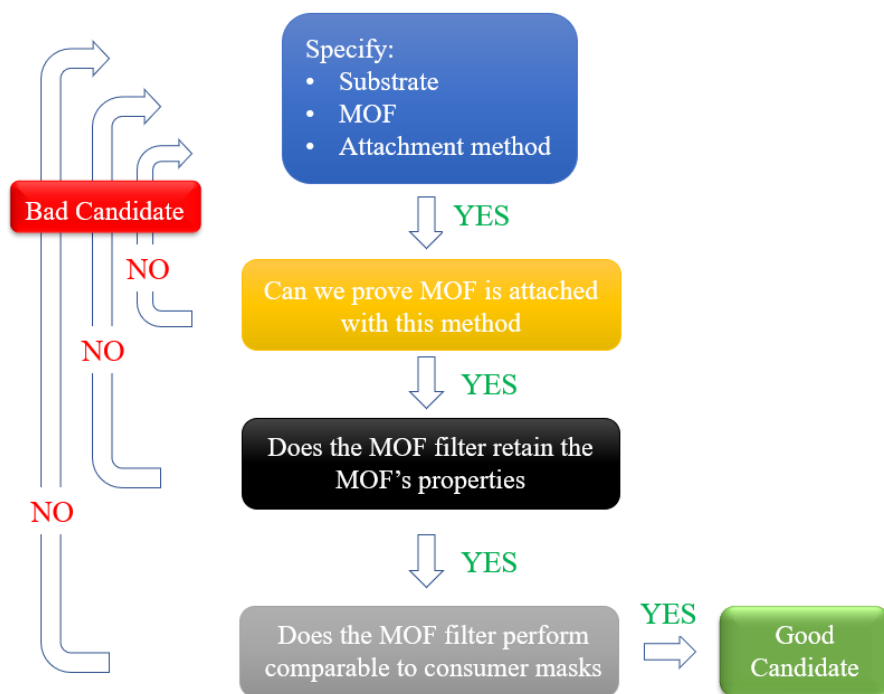 Specify:
• Substrate
• MOF
• Attachment method
Bad Candidate
YES
NO
Can we prove MOF is attached
with this method
NO
YES
Does the MOF filter retain the
MOF's properties
NO
YES
Does the MOF filter perform
comparable to consumer masks
YES
Good
Candidate